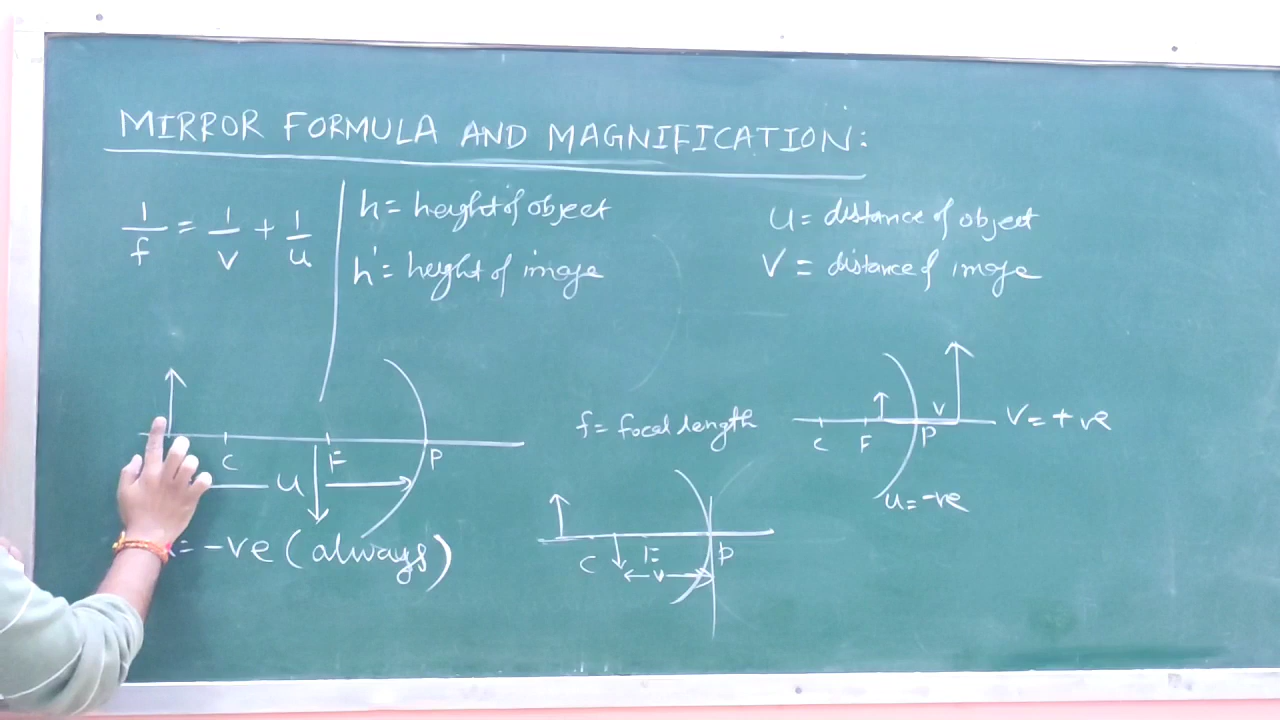 MIRROR FORMULA AND MAGNIFICATION:
1/f = 1/v + 1/u
h = height of object
h' = height of image
u = distance of object
v = distance of image
C F P
u
= -ve (always)
f = focal length
C F P
v
C F P
v
v = +ve
u = -ve